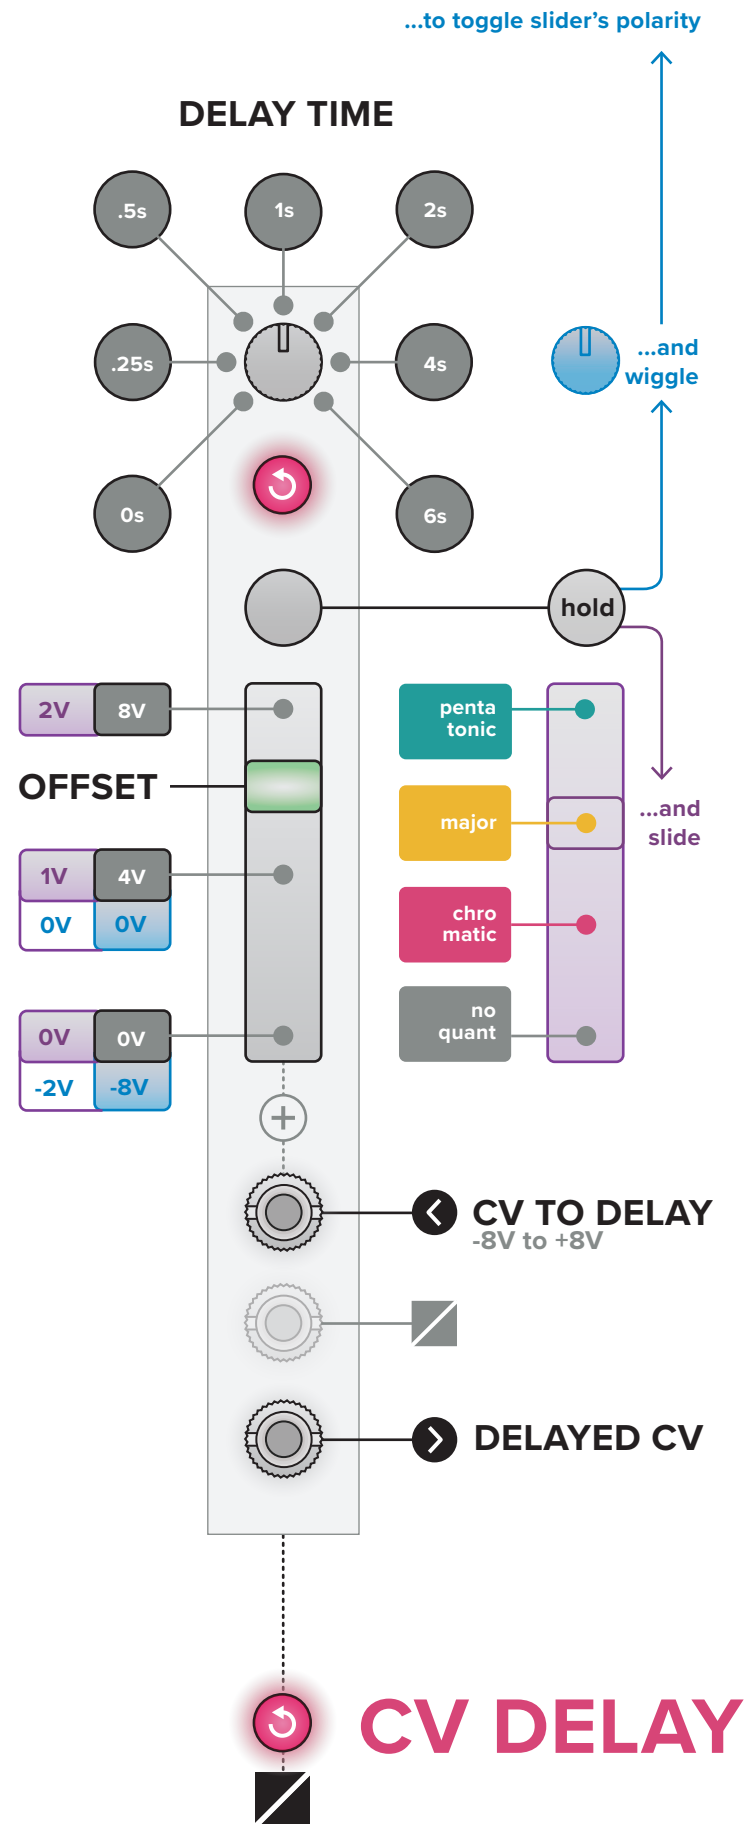 ...to toggle slider’s polarity
DELAY TIME
.5s
1s
2s
.25s
4s
...and
wiggle
0s
6s
hold
2V 8V
penta
tonic
OFFSET
...and
slide
major
1V 4V
0V 0V
chro
matic
0V 0V
-2V -8V
no
quant
CV TO DELAY
-8V to +8V
DELAYED CV
CV DELAY